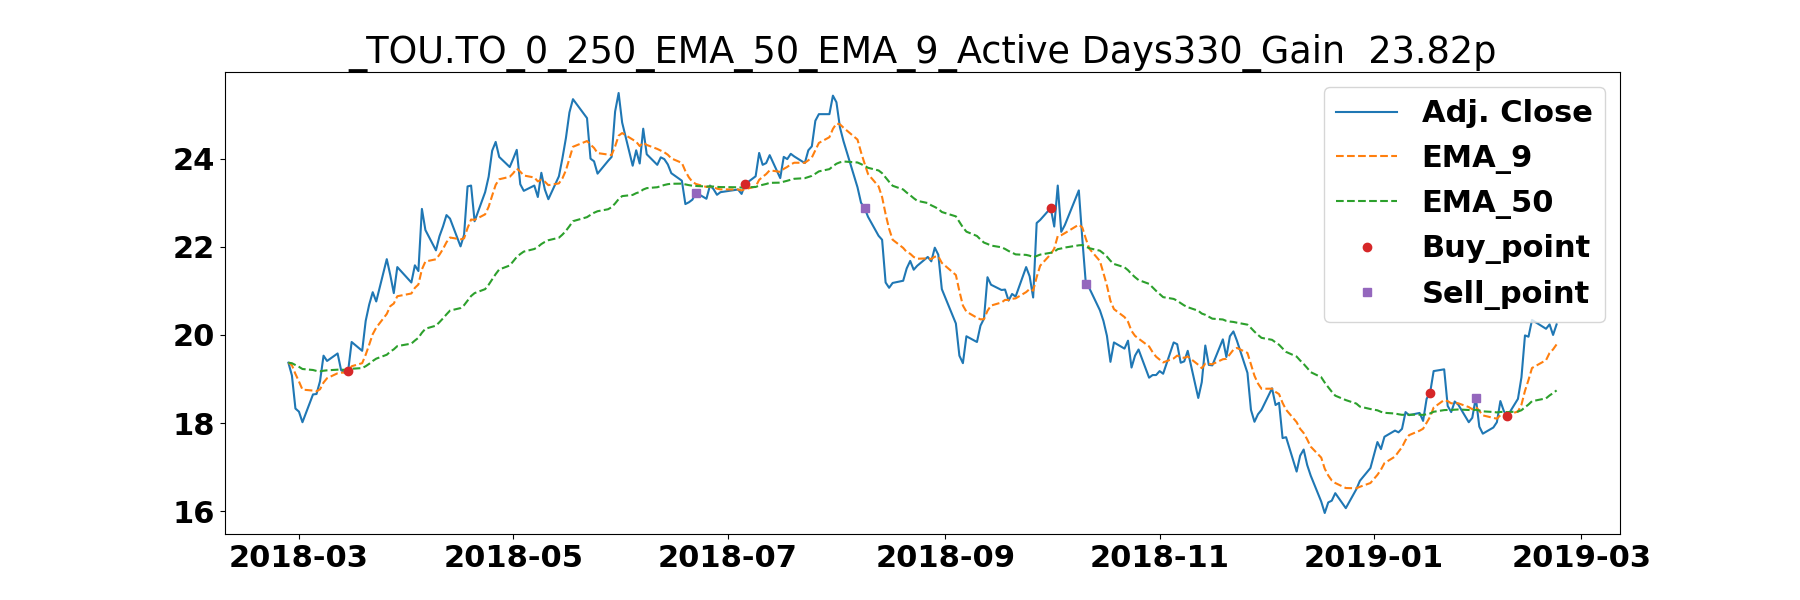 _TOU.TO_0_250_EMA_50_EMA_9_Active Days330_Gain  23.82p
Adj. Close
EMA_9
EMA_50
Buy_point
Sell_point
24
22
20
18
16
2018-03 2018-05 2018-07 2018-09 2018-11 2019-01 2019-03